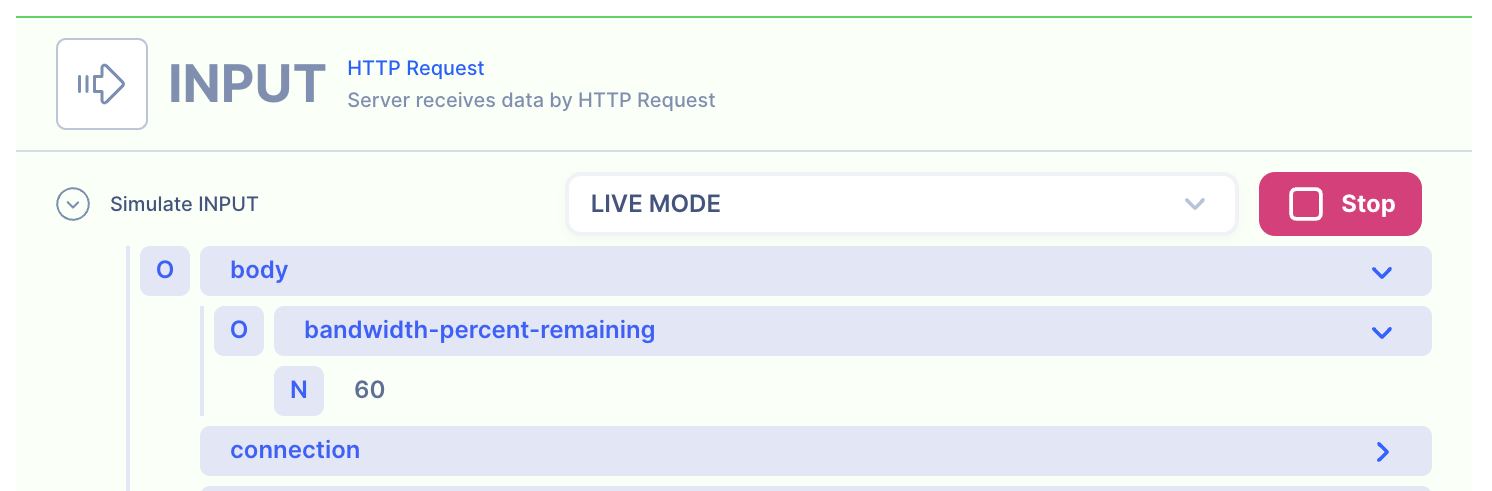 INPUT
HTTP Request
Server receives data by HTTP Request
Simulate INPUT
LIVE MODE
Stop
O body
O bandwidth-percent-remaining
N 60
connection